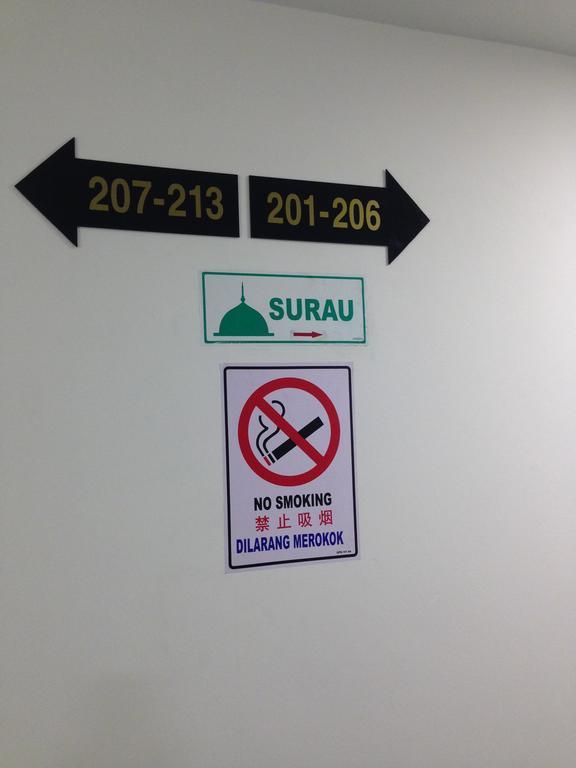 207-213
201-206
SURAU
NO SMOKING
禁止吸烟
DILARANG MEROKOK